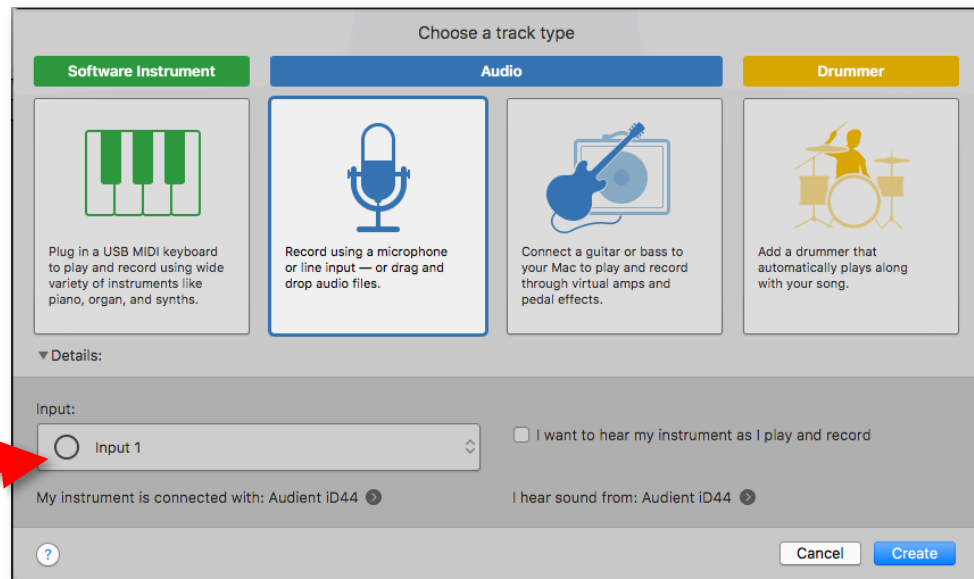 Choose a track type
Software Instrument
Audio
Drummer
Plug in a USB MIDI keyboard
to play and record using wide
variety of instruments like
piano, organ, and synths.
Record using a microphone
or line input — or drag and
drop audio files.
Connect a guitar or bass to
your Mac to play and record
through virtual amps and
pedal effects.
Add a drummer that
automatically plays along
with your song.
Details:
Input:
Input 1
I want to hear my instrument as I play and record
My instrument is connected with: Audient iD44
I hear sound from: Audient iD44
?
Cancel
Create